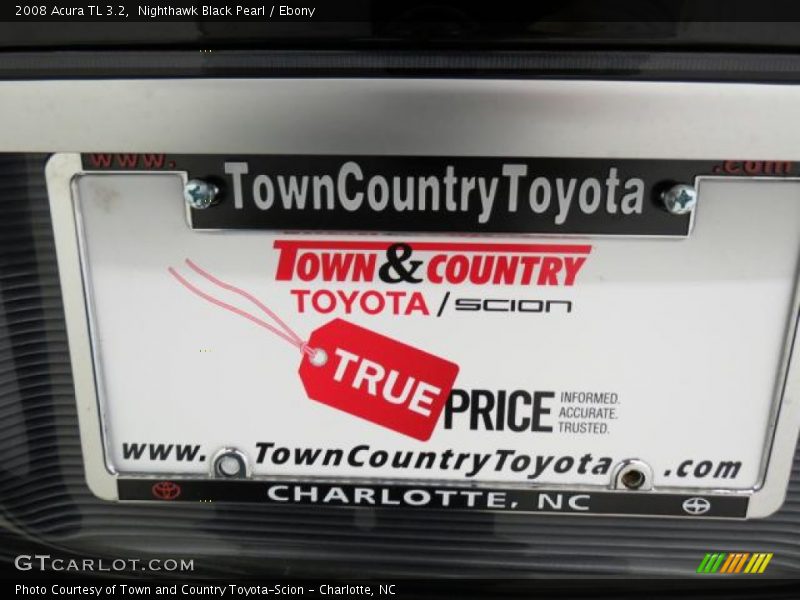 2008 Acura TL 3.2, Nighthawk Black Pearl / Ebony
www. .com
TownCountryToyota
TOWN & COUNTRY
TOYOTA / SCION
TRUE PRICE
INFORMED.
ACCURATE.
TRUSTED.
www. TownCountryToyota .com
CHARLOTTE, NC
GTCARLOT.COM
Photo Courtesy of Town and Country Toyota-Scion - Charlotte, NC